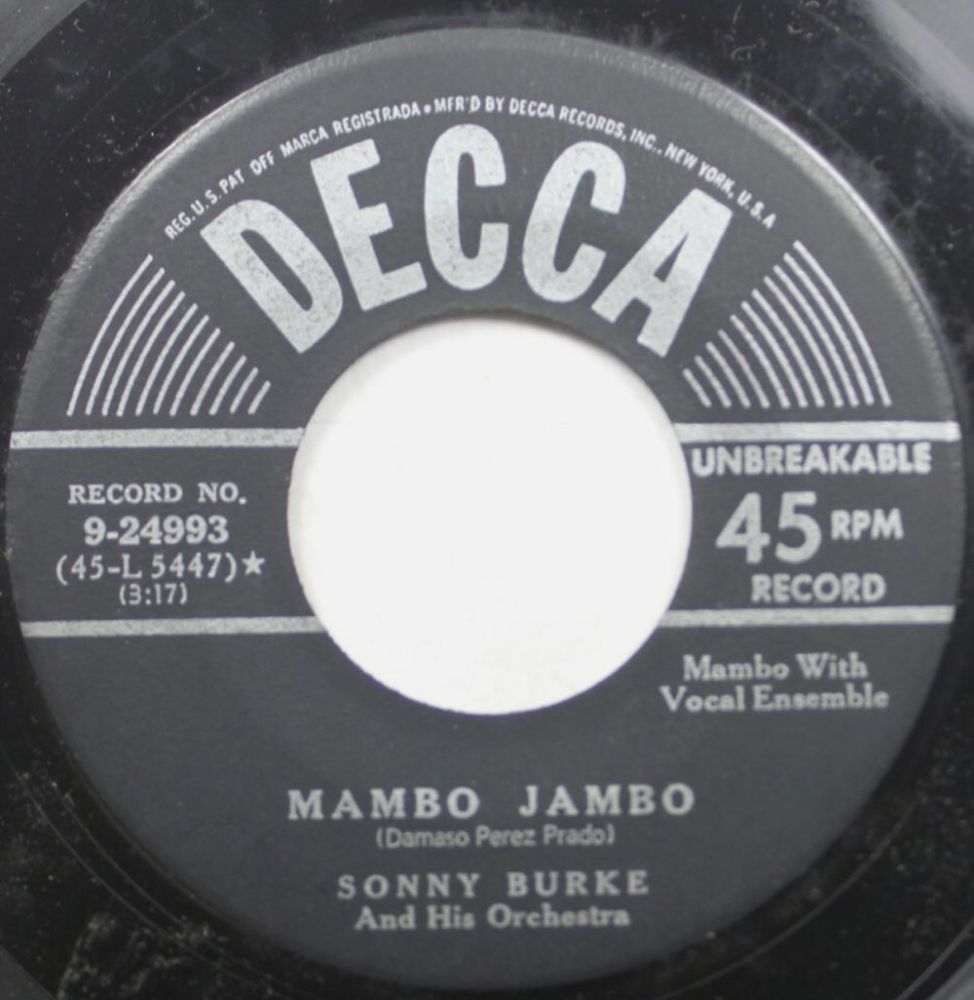 REG. U.S. PAT OFF MARCA REGISTRADA • MFR'D BY DECCA RECORDS, INC., NEW YORK, U.S.A
DECCA
RECORD NO.
9-24993
(45-L 5447)★
(3:17)
UNBREAKABLE
45 RPM
RECORD
Mambo With
Vocal Ensemble
MAMBO JAMBO
(Damaso Perez Prado)
SONNY BURKE
And His Orchestra